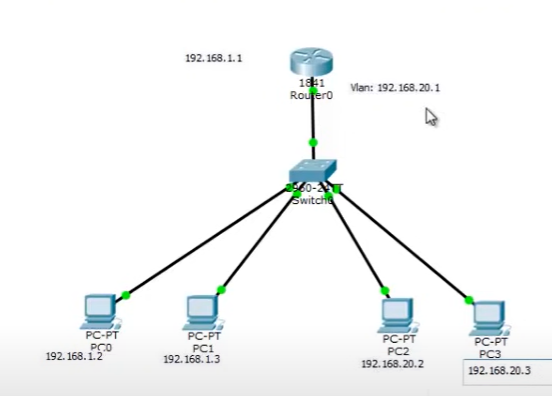 192.168.1.1
1841
Router0
Vlan: 192.168.20.1
2960-24TT
Switch0
PC-PT
PC0
192.168.1.2
PC-PT
PC1
192.168.1.3
PC-PT
PC2
192.168.20.2
PC-PT
PC3
192.168.20.3